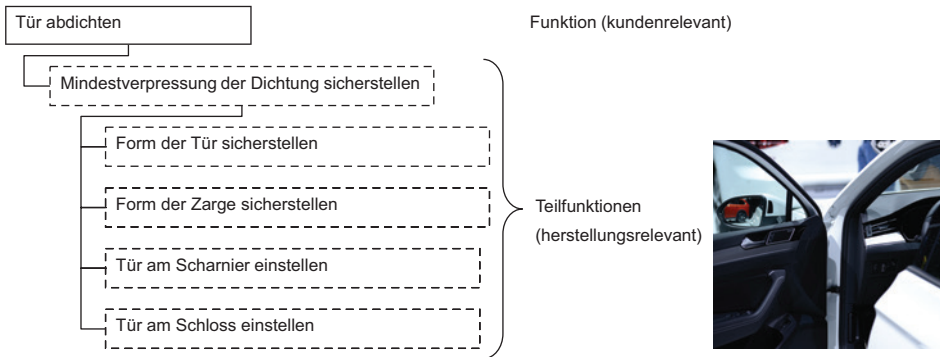 Tür abdichten
Funktion (kundenrelevant)
Mindestverpressung der Dichtung sicherstellen
Form der Tür sicherstellen
Form der Zarge sicherstellen
Tür am Scharnier einstellen
Tür am Schloss einstellen
Teilfunktionen
(herstellungsrelevant)